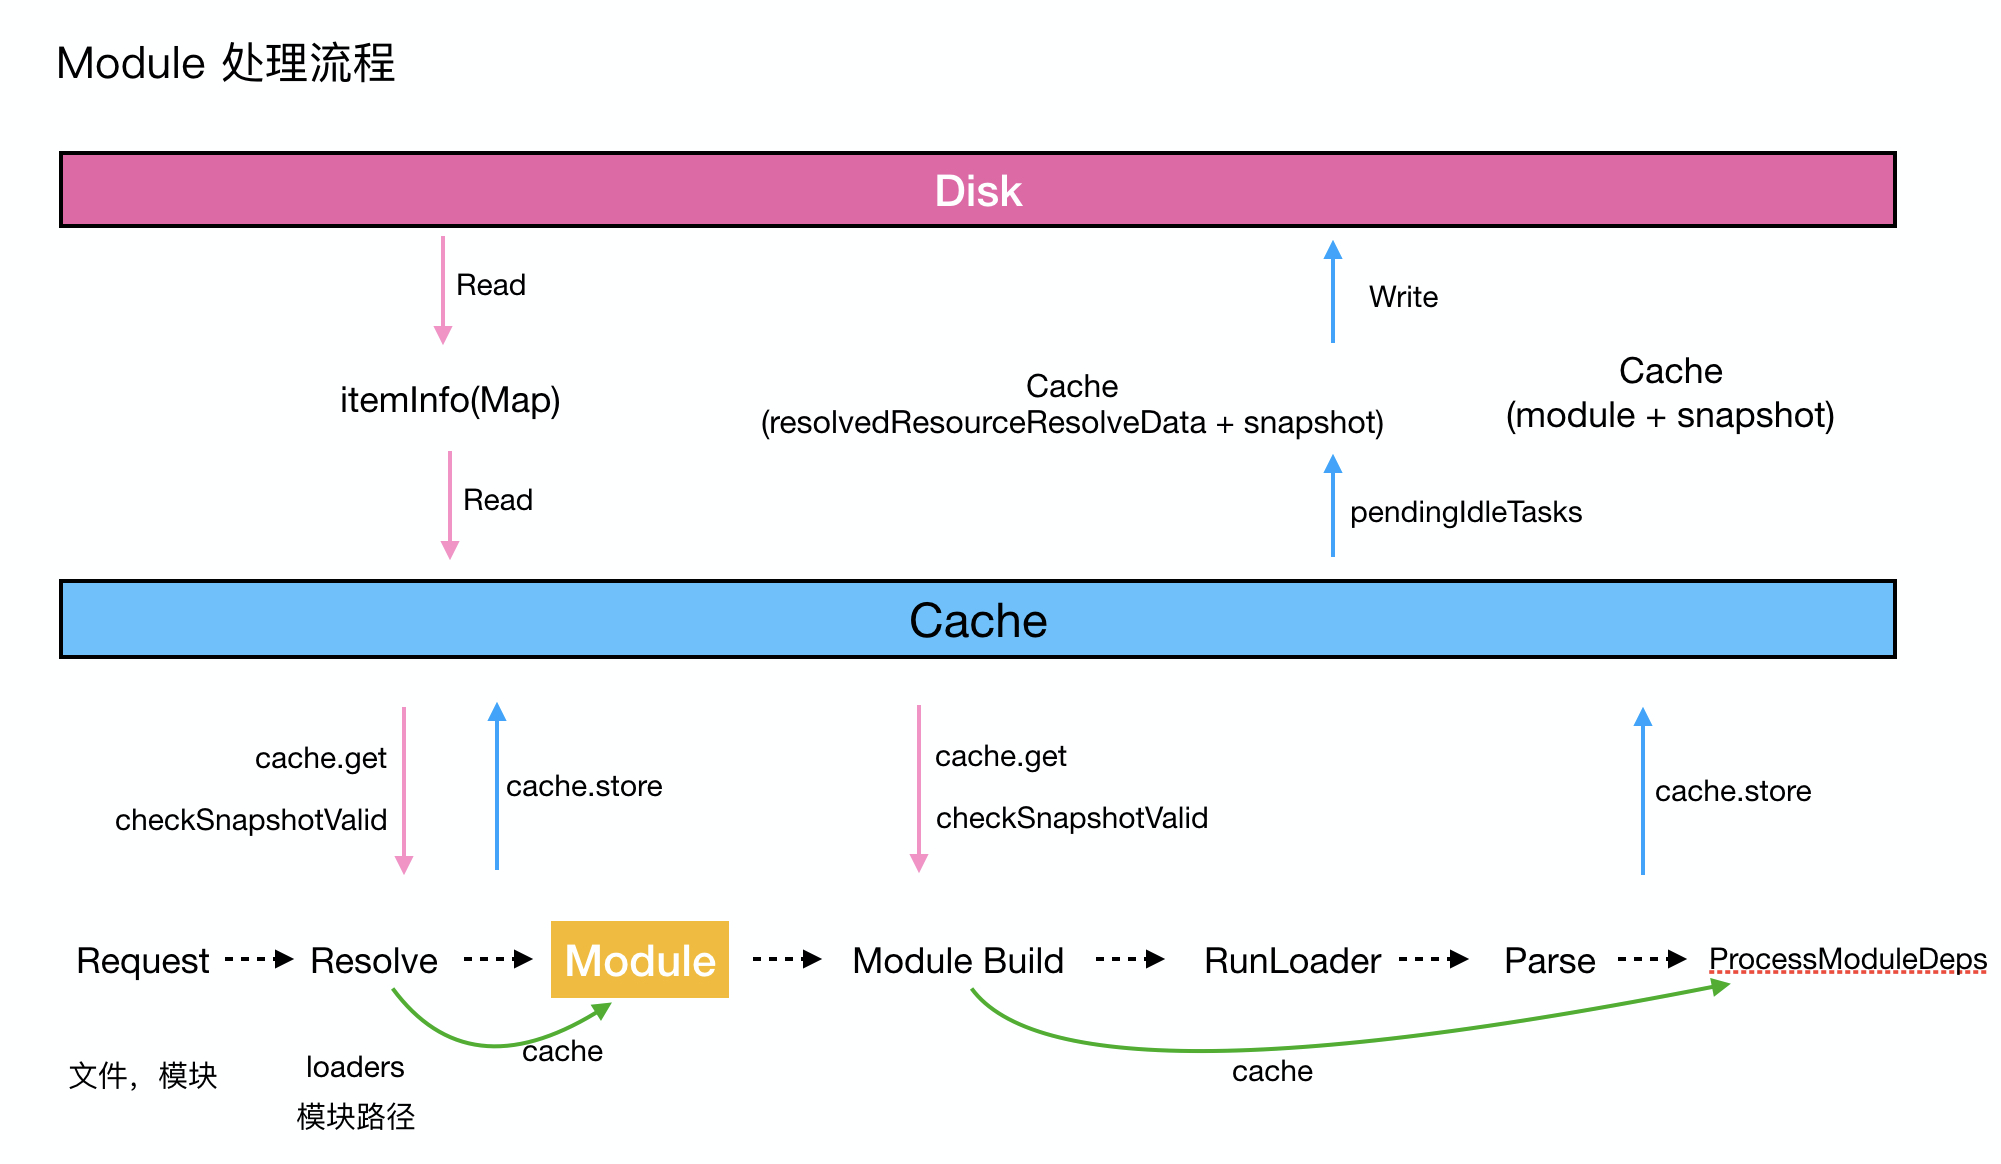 Module 处理流程
Disk
Read
Write
itemInfo(Map)
Cache
(resolvedResourceResolveData + snapshot)
Cache
(module + snapshot)
Read
pendingIdleTasks
Cache
cache.get
checkSnapshotValid
cache.store
cache.get
checkSnapshotValid
cache.store
Request
Resolve
Module
Module Build
RunLoader
Parse
ProcessModuleDeps
cache
cache
文件，模块
loaders
模块路径